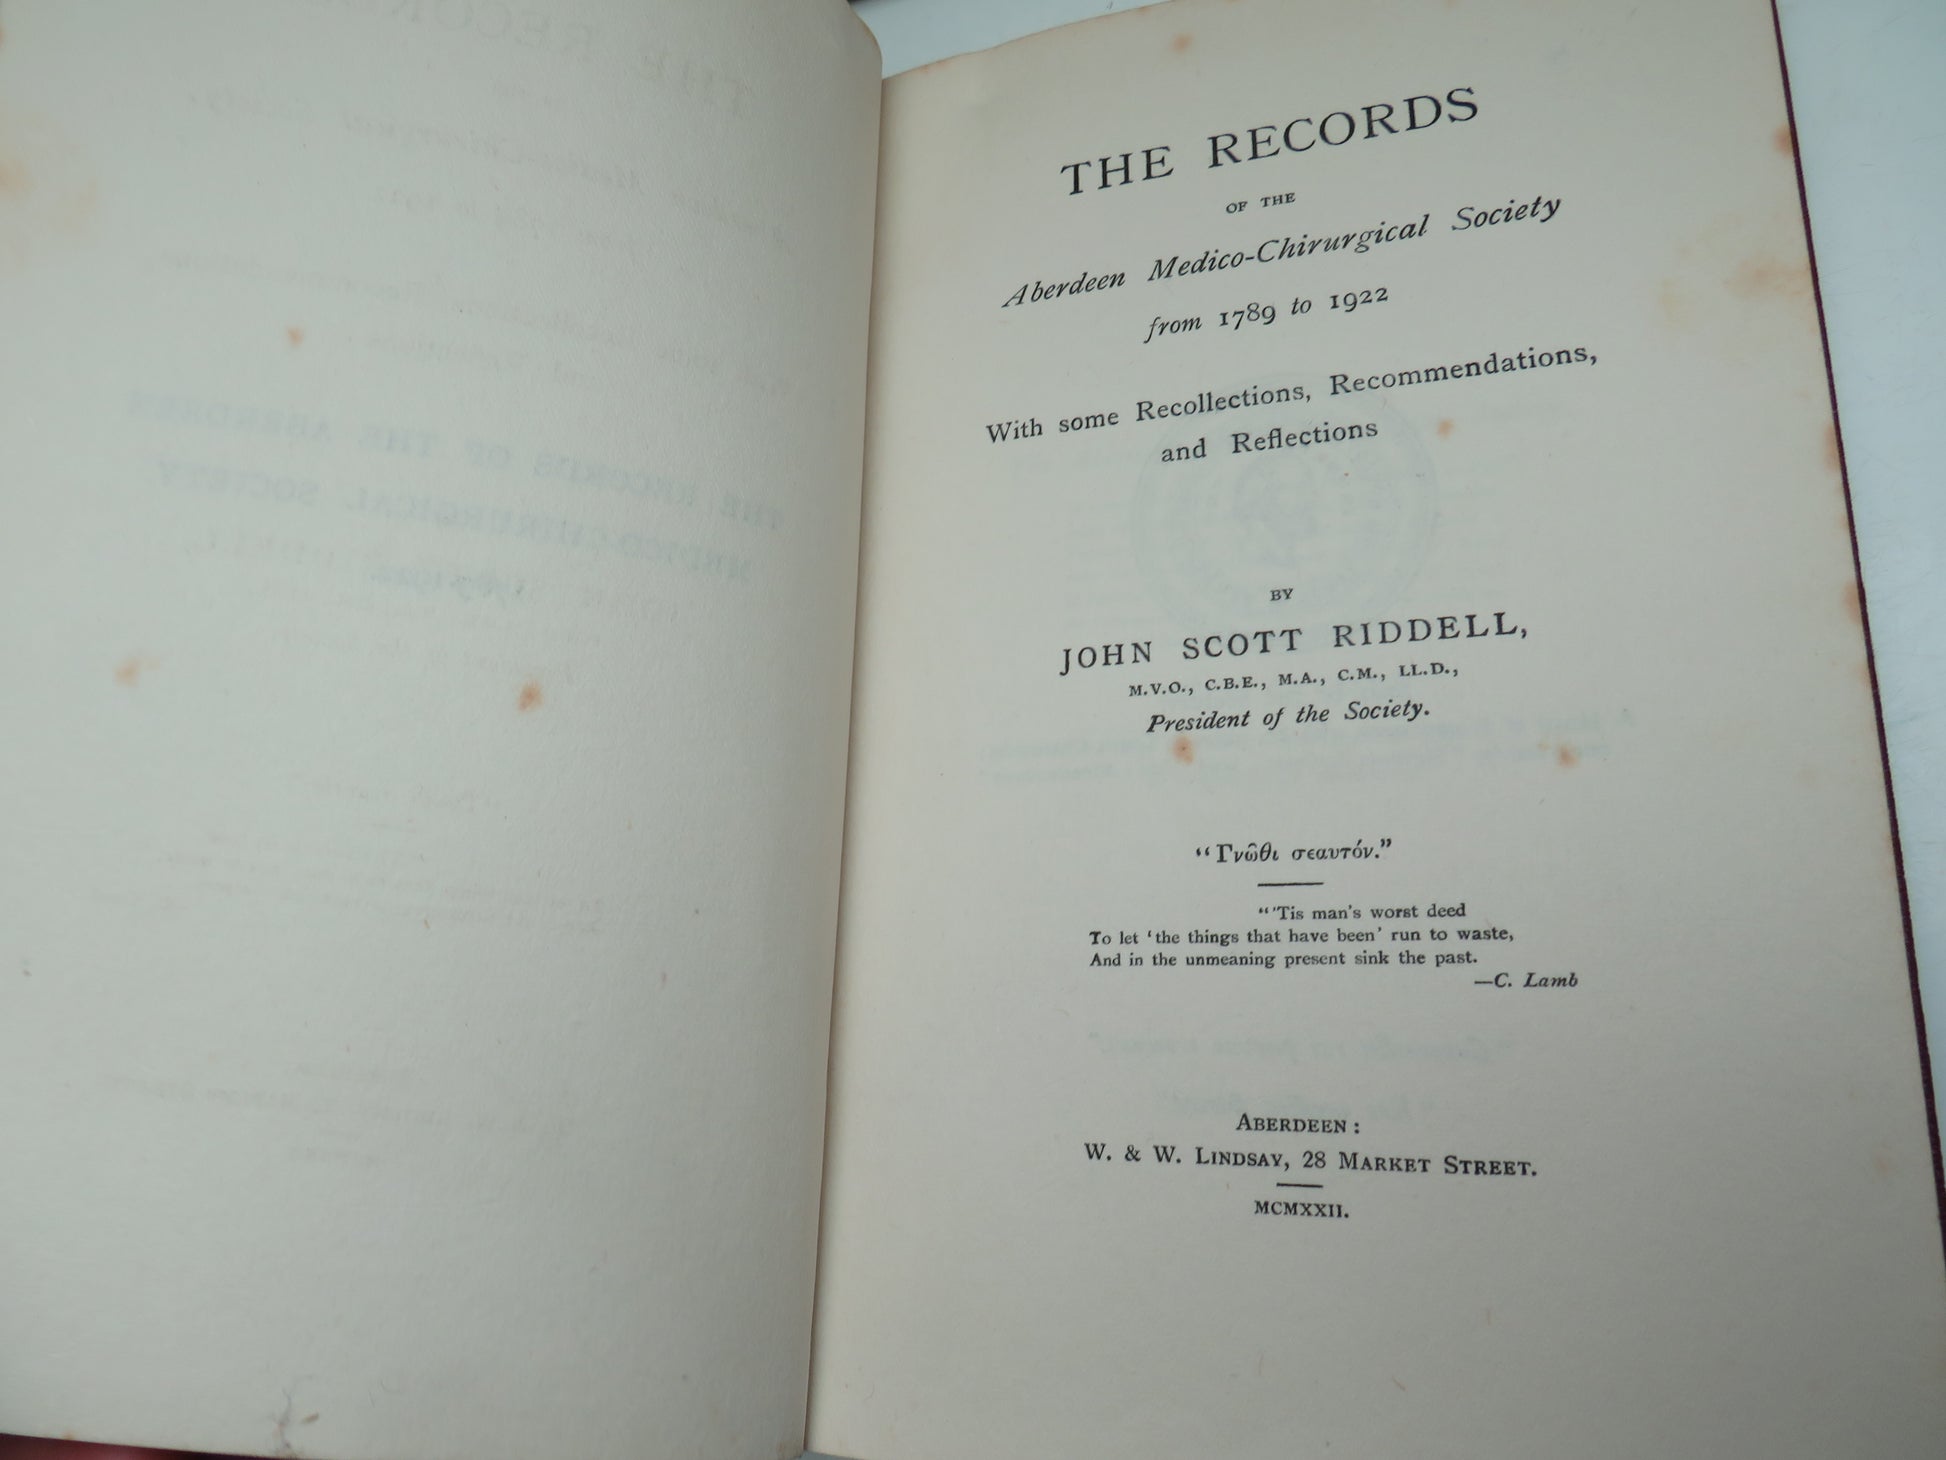 THE RECORDS
OF THE
Aberdeen Medico-Chirurgical Society
from 1789 to 1922
With some Recollections, Recommendations,
and Reflections
BY
JOHN SCOTT RIDDELL,
M.V.O., C.B.E., M.A., C.M., LL.D.,
President of the Society.
“Γνῶθι σεαυτόν.”
“'Tis man's worst deed
To let ‘the things that have been’ run to waste,
And in the unmeaning present sink the past.
—C. Lamb
ABERDEEN:
W. & W. LINDSAY, 28 MARKET STREET.
MCMXXII.